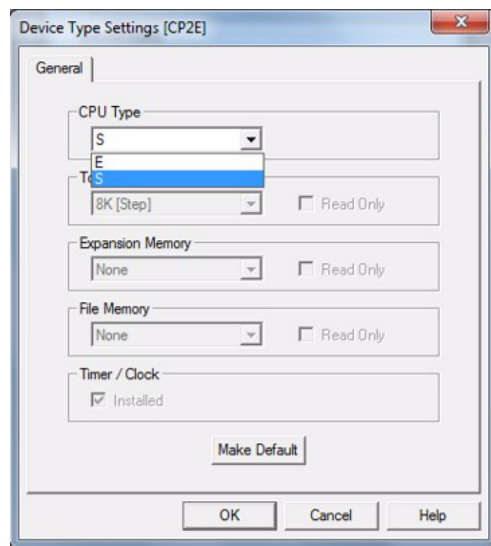 Device Type Settings [CP2E]
General
CPU Type
S
E
S
8K [Step]
Read Only
Expansion Memory
None
Read Only
File Memory
None
Read Only
Timer / Clock
Installed
Make Default
OK
Cancel
Help